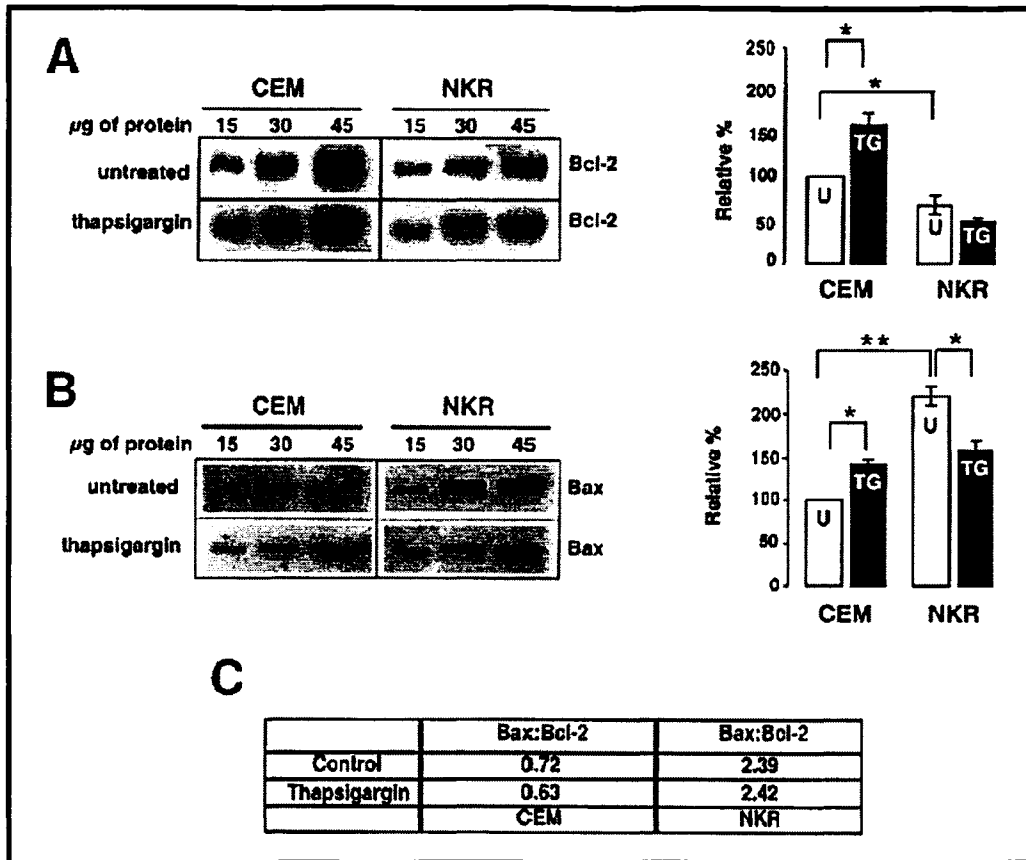 A
CEM NKR
µg of protein 15 30 45 15 30 45
untreated Bcl-2
thapsigargin Bcl-2
250
200
150
100
50
0
Relative %
*
*
U TG U TG
CEM NKR
B
CEM NKR
µg of protein 15 30 45 15 30 45
untreated Bax
thapsigargin Bax
250
200
150
100
50
0
Relative %
** *
*
U TG U TG
CEM NKR
C
Bax:Bcl-2 Bax:Bcl-2
Control 0.72 2.39
Thapsigargin 0.63 2.42
CEM NKR